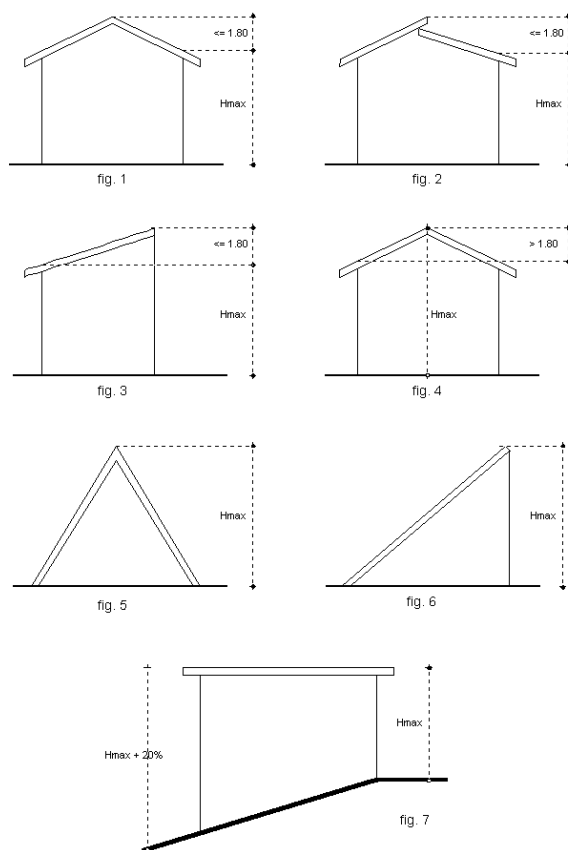 <= 1.80
Hmax
fig. 1
<= 1.80
Hmax
fig. 2
<= 1.80
Hmax
fig. 3
> 1.80
Hmax
fig. 4
Hmax
fig. 5
Hmax
fig. 6
Hmax + 20%
Hmax
fig. 7